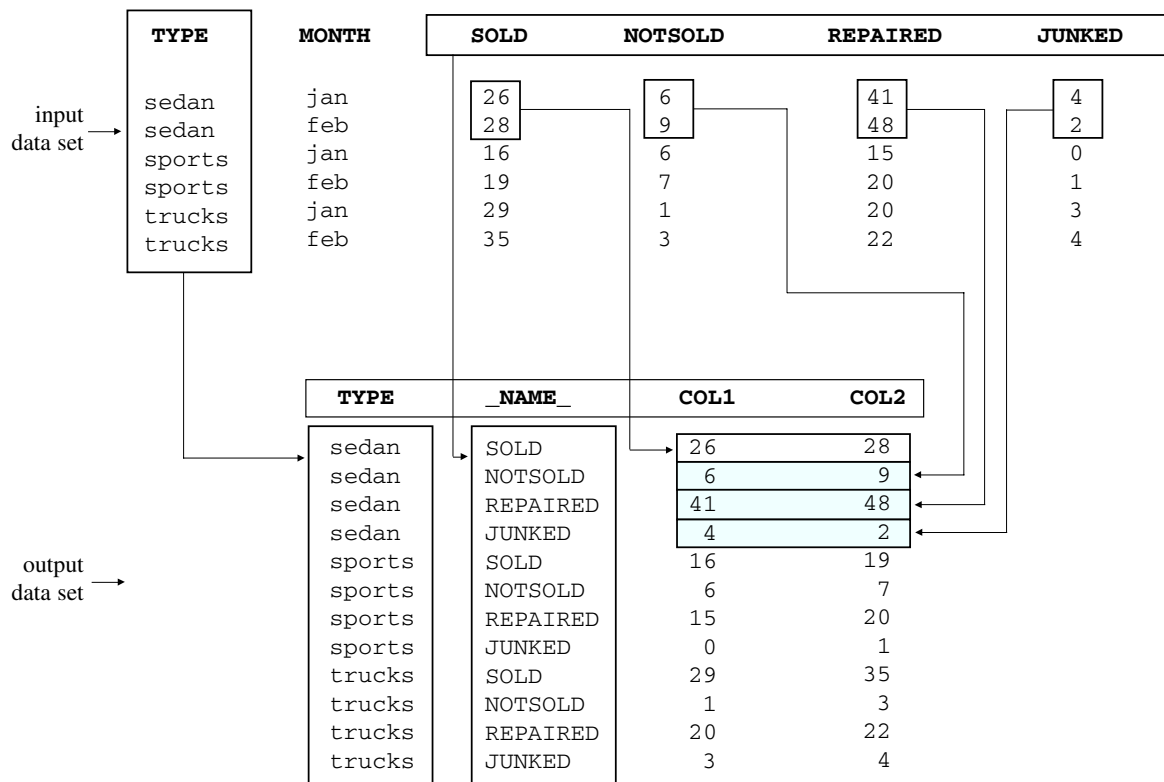 TYPE MONTH SOLD NOTSOLD REPAIRED JUNKED
input
data set
sedan jan 26 6 41 4
sedan feb 28 9 48 2
sports jan 16 6 15 0
sports feb 19 7 20 1
trucks jan 29 1 20 3
trucks feb 35 3 22 4
TYPE _NAME_ COL1 COL2
sedan SOLD 26 28
sedan NOTSOLD 6 9
sedan REPAIRED 41 48
sedan JUNKED 4 2
output
data set
sports SOLD 16 19
sports NOTSOLD 6 7
sports REPAIRED 15 20
sports JUNKED 0 1
trucks SOLD 29 35
trucks NOTSOLD 1 3
trucks REPAIRED 20 22
trucks JUNKED 3 4